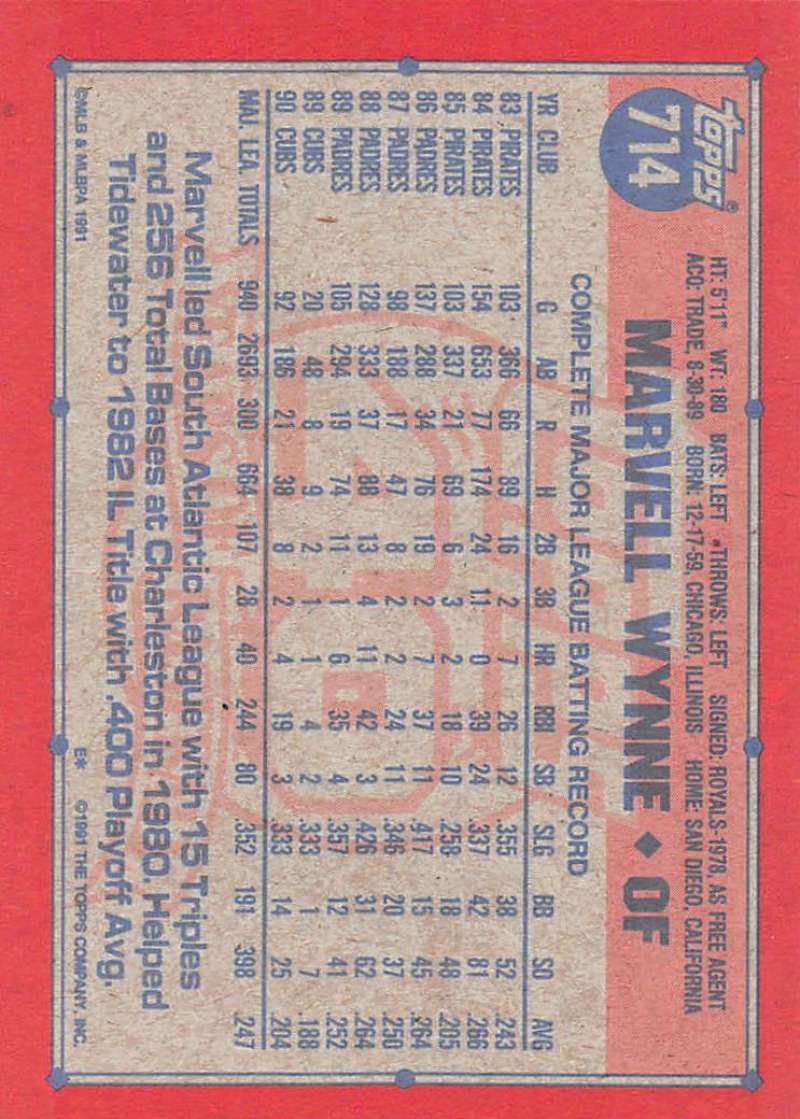 TOPPS®
714
HT: 5'11" WT: 180 BATS: LEFT THROWS: LEFT SIGNED: ROYALS-1978, AS FREE AGENT
ACQ: TRADE, 8-30-89 BORN: 12-17-59, CHICAGO, ILLINOIS HOME: SAN DIEGO, CALIFORNIA
MARVELL WYNNE ◆ OF
COMPLETE MAJOR LEAGUE BATTING RECORD
YR CLUB G AB R H 2B 3B HR RBI SB SLG BB SO AVG
83 PIRATES 103 366 66 89 16 2 7 26 12 .355 38 52 .243
84 PIRATES 154 653 77 174 24 11 0 39 24 .337 42 81 .266
85 PIRATES 103 337 21 69 6 3 2 18 10 .258 18 48 .205
86 PADRES 137 288 34 76 19 2 7 37 11 .417 15 45 .264
87 PADRES 98 188 17 47 8 2 2 24 11 .346 20 37 .250
88 PADRES 128 333 37 88 13 4 11 42 3 .426 31 62 .264
89 PADRES 105 294 19 74 11 1 6 35 4 .357 12 41 .252
89 CUBS 20 48 8 9 2 1 1 4 2 .333 1 7 .188
90 CUBS 92 186 21 38 8 2 4 19 3 .333 14 25 .204
MAJ. LEA. TOTALS 940 2693 300 664 107 28 40 244 80 .352 191 398 .247
Marvell led South Atlantic League with 15 Triples
and 256 Total Bases at Charleston in 1980. Helped
Tidewater to 1982 IL Title with .400 Playoff Avg.
©MLB & MLBPA 1991 E* ©1991 THE TOPPS COMPANY, INC.